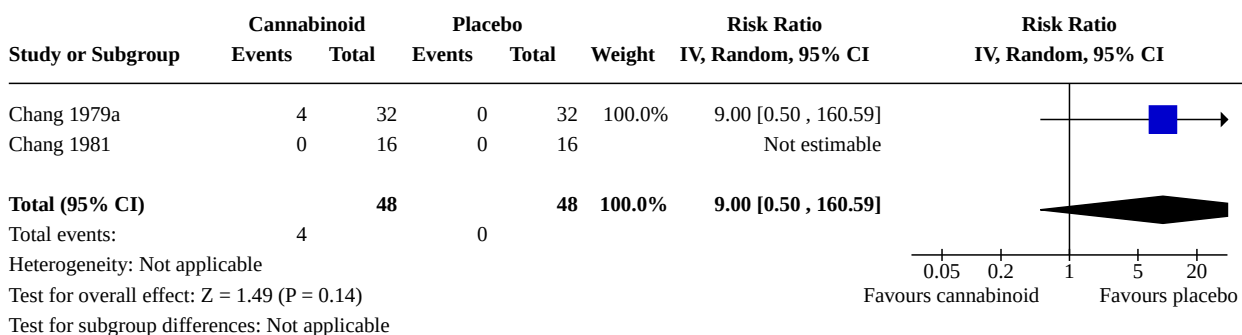 Cannabinoid Placebo Risk Ratio Risk Ratio
Study or Subgroup Events Total Events Total Weight IV, Random, 95% CI IV, Random, 95% CI
Chang 1979a 4 32 0 32 100.0% 9.00 [0.50 , 160.59]
Chang 1981 0 16 0 16 Not estimable
Total (95% CI) 48 48 100.0% 9.00 [0.50 , 160.59]
Total events: 4 0
Heterogeneity: Not applicable
0.05 0.2 1 5 20
Test for overall effect: Z = 1.49 (P = 0.14)
Favours cannabinoid Favours placebo
Test for subgroup differences: Not applicable